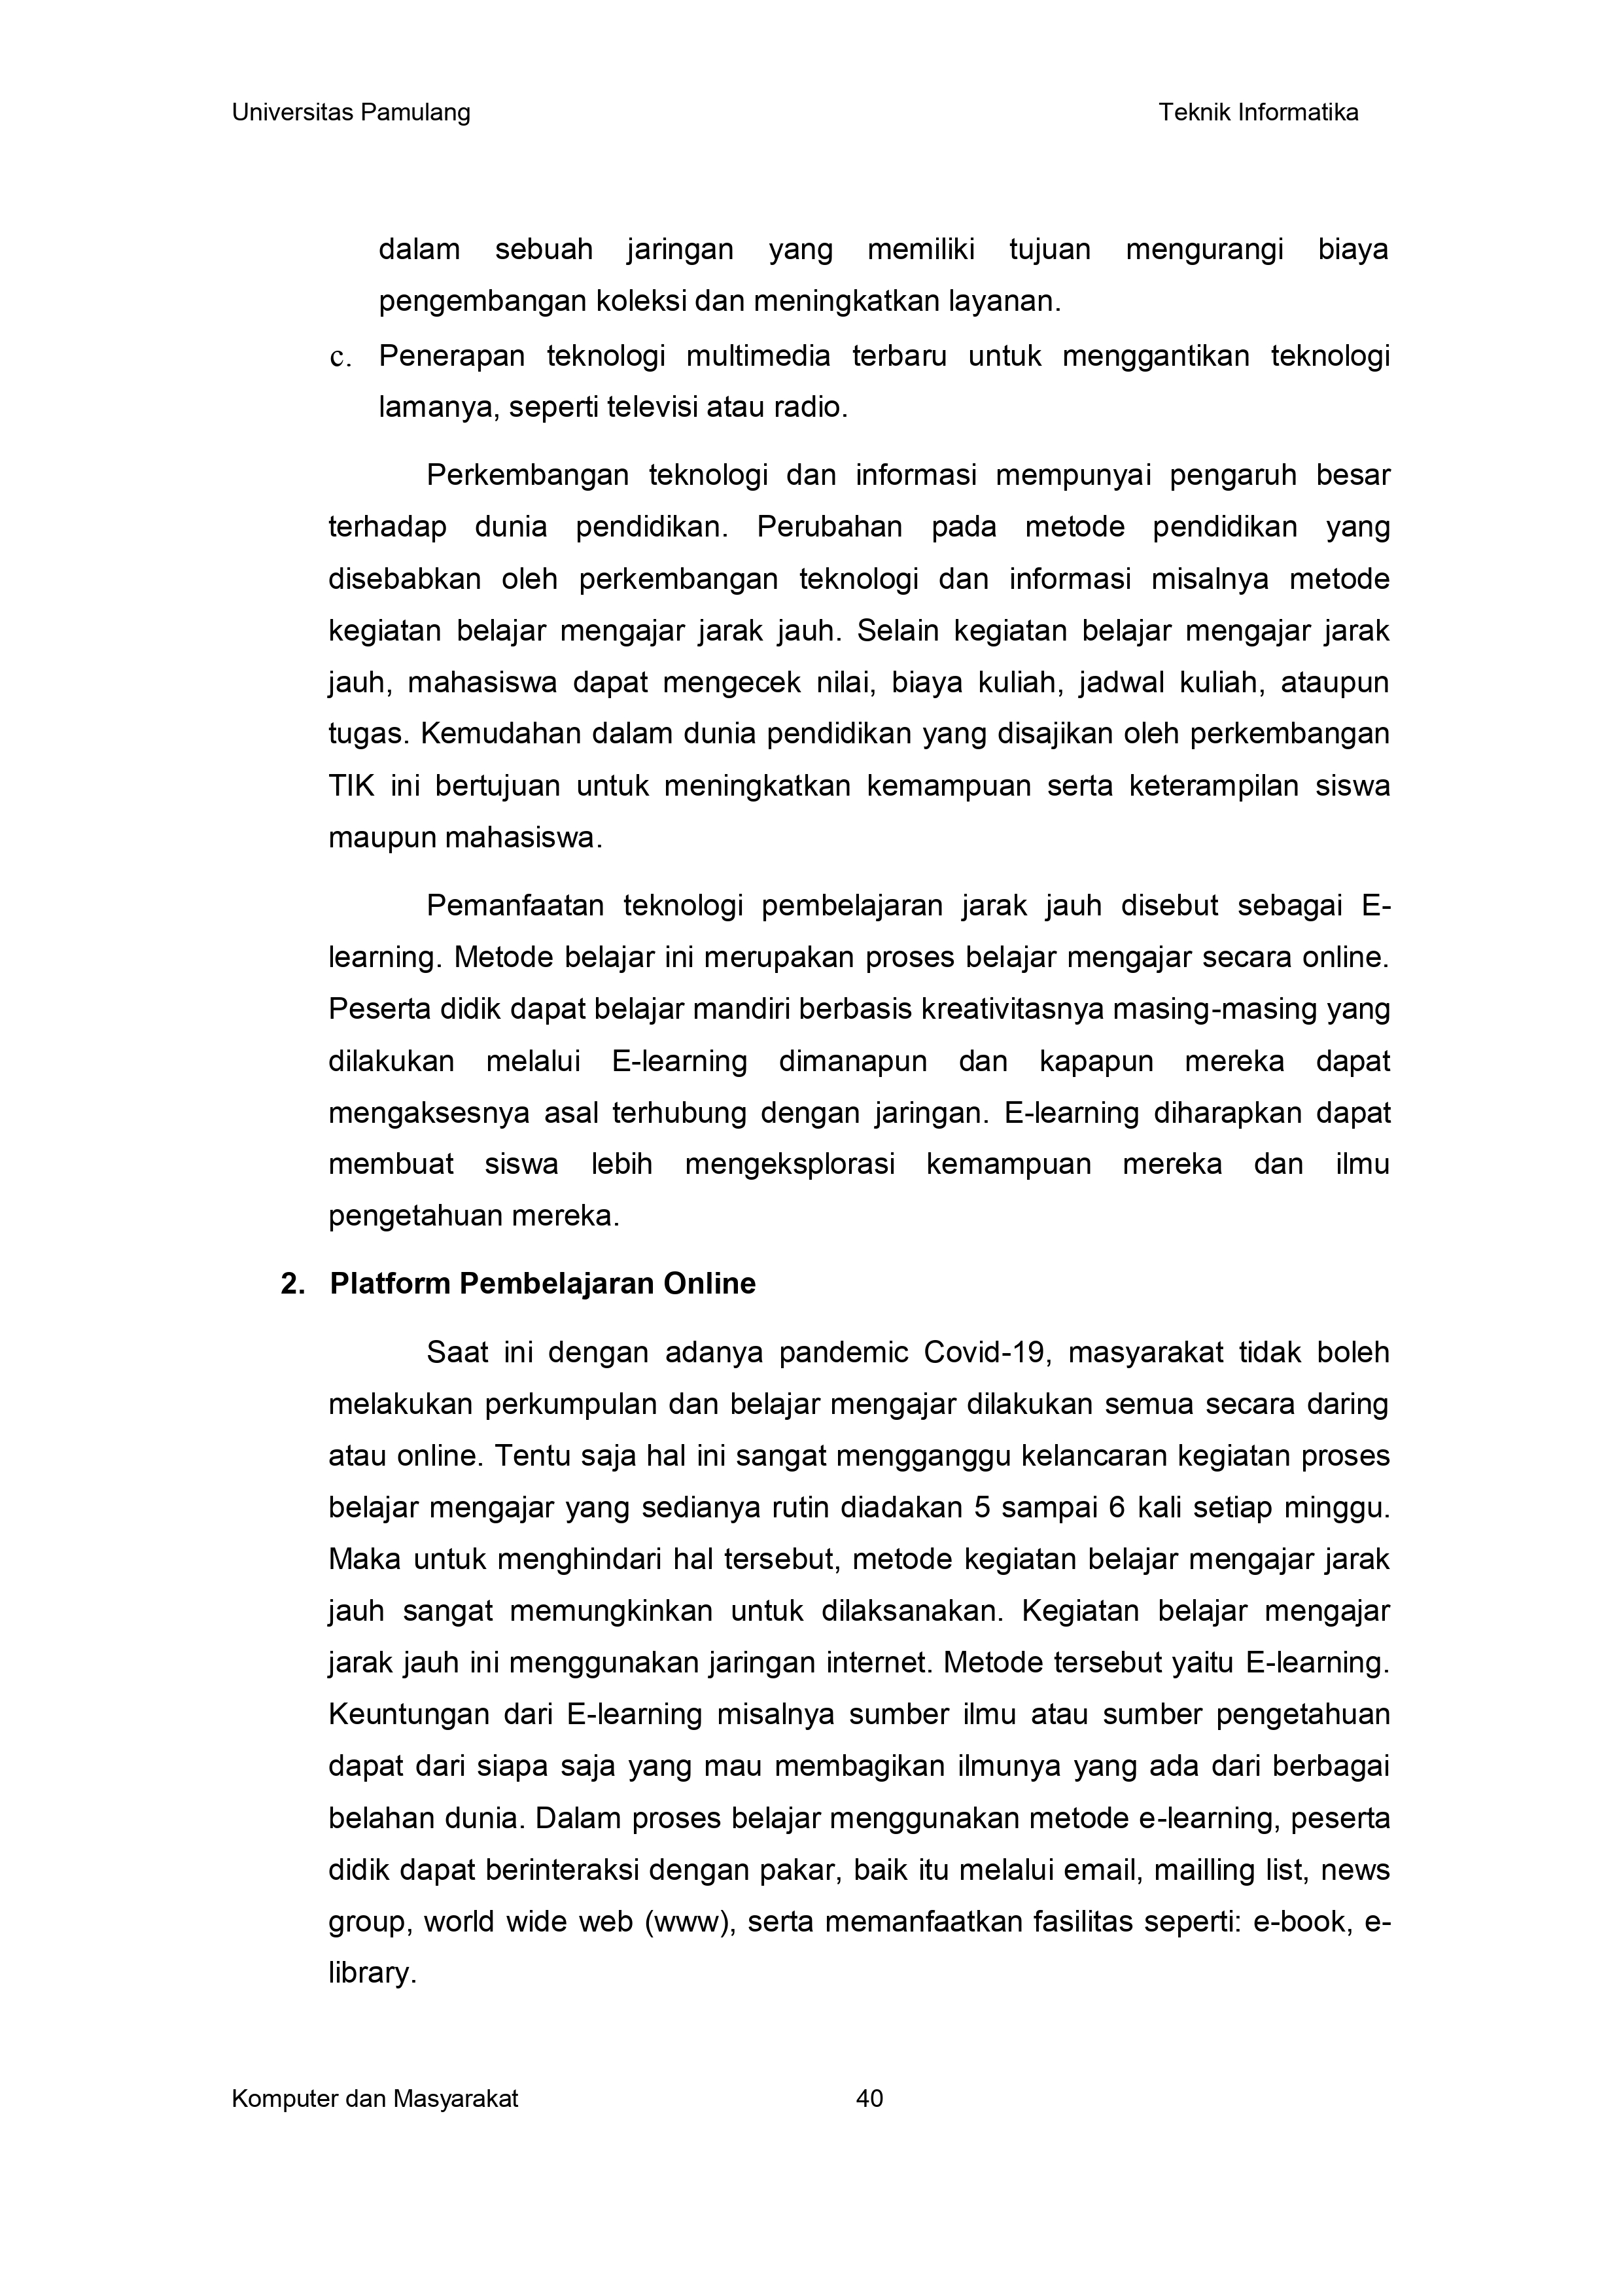 Universitas Pamulang Teknik Informatika
dalam sebuah jaringan yang memiliki tujuan mengurangi biaya
pengembangan koleksi dan meningkatkan layanan.
c. Penerapan teknologi multimedia terbaru untuk menggantikan teknologi
lamanya, seperti televisi atau radio.
Perkembangan teknologi dan informasi mempunyai pengaruh besar
terhadap dunia pendidikan. Perubahan pada metode pendidikan yang
disebabkan oleh perkembangan teknologi dan informasi misalnya metode
kegiatan belajar mengajar jarak jauh. Selain kegiatan belajar mengajar jarak
jauh, mahasiswa dapat mengecek nilai, biaya kuliah, jadwal kuliah, ataupun
tugas. Kemudahan dalam dunia pendidikan yang disajikan oleh perkembangan
TIK ini bertujuan untuk meningkatkan kemampuan serta keterampilan siswa
maupun mahasiswa.
Pemanfaatan teknologi pembelajaran jarak jauh disebut sebagai E-
learning. Metode belajar ini merupakan proses belajar mengajar secara online.
Peserta didik dapat belajar mandiri berbasis kreativitasnya masing-masing yang
dilakukan melalui E-learning dimanapun dan kapapun mereka dapat
mengaksesnya asal terhubung dengan jaringan. E-learning diharapkan dapat
membuat siswa lebih mengeksplorasi kemampuan mereka dan ilmu
pengetahuan mereka.
2. Platform Pembelajaran Online
Saat ini dengan adanya pandemic Covid-19, masyarakat tidak boleh
melakukan perkumpulan dan belajar mengajar dilakukan semua secara daring
atau online. Tentu saja hal ini sangat mengganggu kelancaran kegiatan proses
belajar mengajar yang sedianya rutin diadakan 5 sampai 6 kali setiap minggu.
Maka untuk menghindari hal tersebut, metode kegiatan belajar mengajar jarak
jauh sangat memungkinkan untuk dilaksanakan. Kegiatan belajar mengajar
jarak jauh ini menggunakan jaringan internet. Metode tersebut yaitu E-learning.
Keuntungan dari E-learning misalnya sumber ilmu atau sumber pengetahuan
dapat dari siapa saja yang mau membagikan ilmunya yang ada dari berbagai
belahan dunia. Dalam proses belajar menggunakan metode e-learning, peserta
didik dapat berinteraksi dengan pakar, baik itu melalui email, mailling list, news
group, world wide web (www), serta memanfaatkan fasilitas seperti: e-book, e-
library.
Komputer dan Masyarakat 40